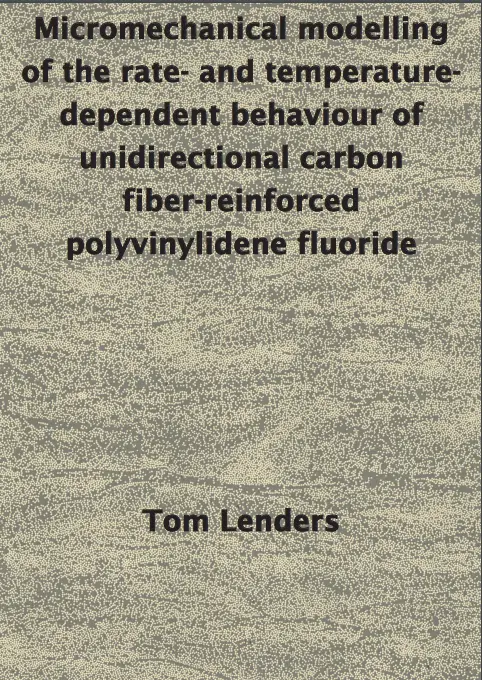 Micromechanical modelling
of the rate- and temperature-
dependent behaviour of
unidirectional carbon
fiber-reinforced
polyvinylidene fluoride
Tom Lenders